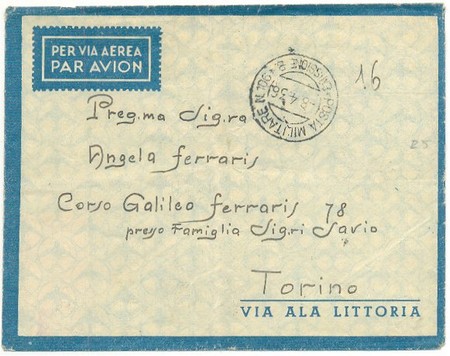 PER VIA AEREA
PAR AVION
POSTA MILITARE N.
16
Preg.ma Sig.ra
Angela Ferraris
25
Corso Galileo Ferraris 78
presso Famiglia Sig.ri Savio
Torino
VIA ALA LITTORIA